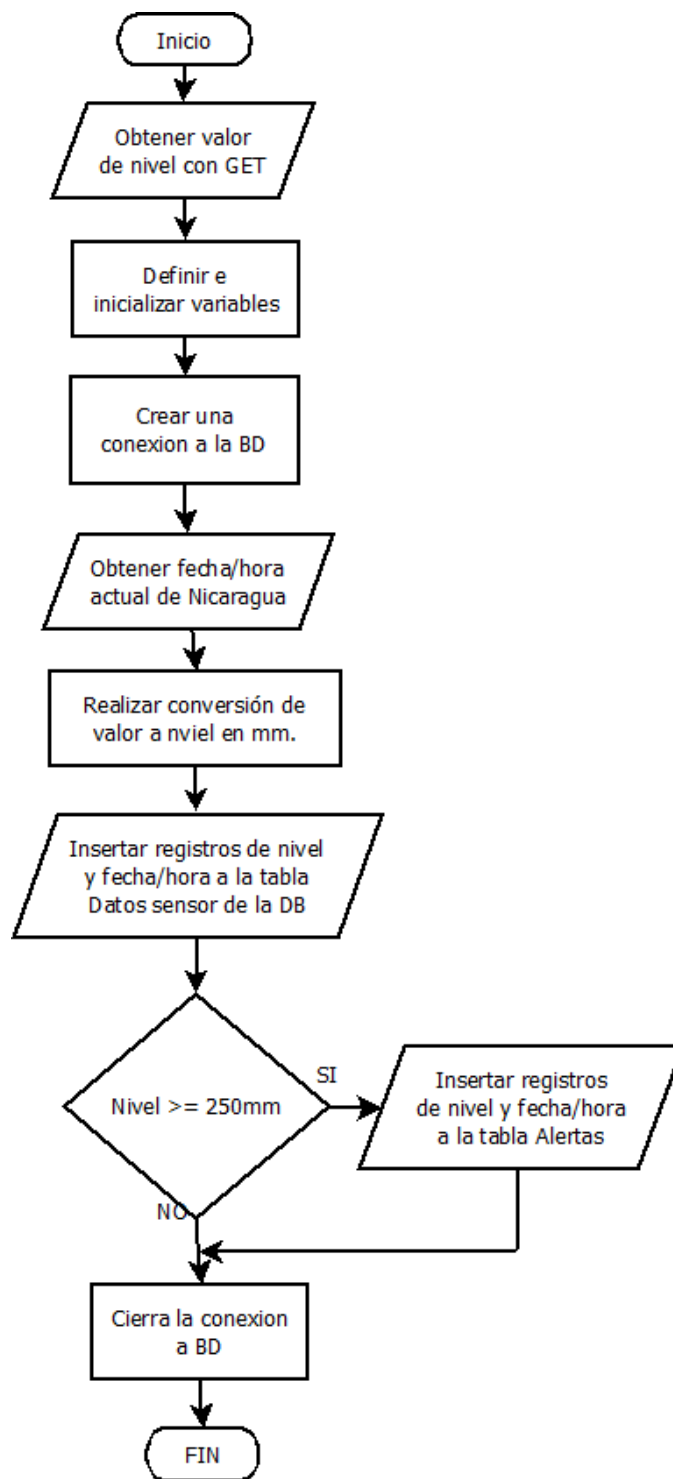 Inicio
Obtener valor
de nivel con GET
Definir e
inicializar variables
Crear una
conexion a la BD
Obtener fecha/hora
actual de Nicaragua
Realizar conversión de
valor a nviel en mm.
Insertar registros de nivel
y fecha/hora a la tabla
Datos sensor de la DB
Nivel >= 250mm
SI
Insertar registros
de nivel y fecha/hora
a la tabla Alertas
NO
Cierra la conexion
a BD
FIN